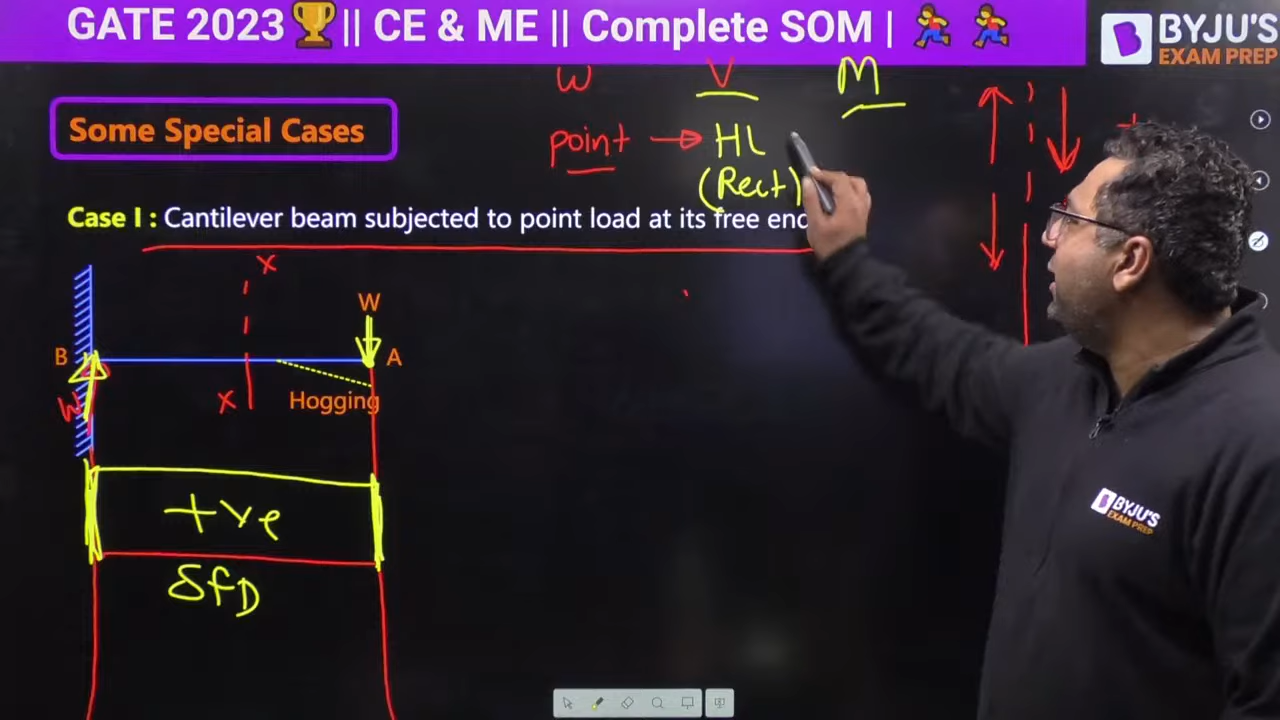 GATE 2023🏆|| CE & ME || Complete SOM | 🏃 🏃
BYJU'S
EXAM PREP
W V M
Some Special Cases
point → HL
(Rect)
Case I : Cantilever beam subjected to point load at its free end
x
W
B
A
W
x
Hogging
+ve
SFD
BYJU'S
EXAM PREP